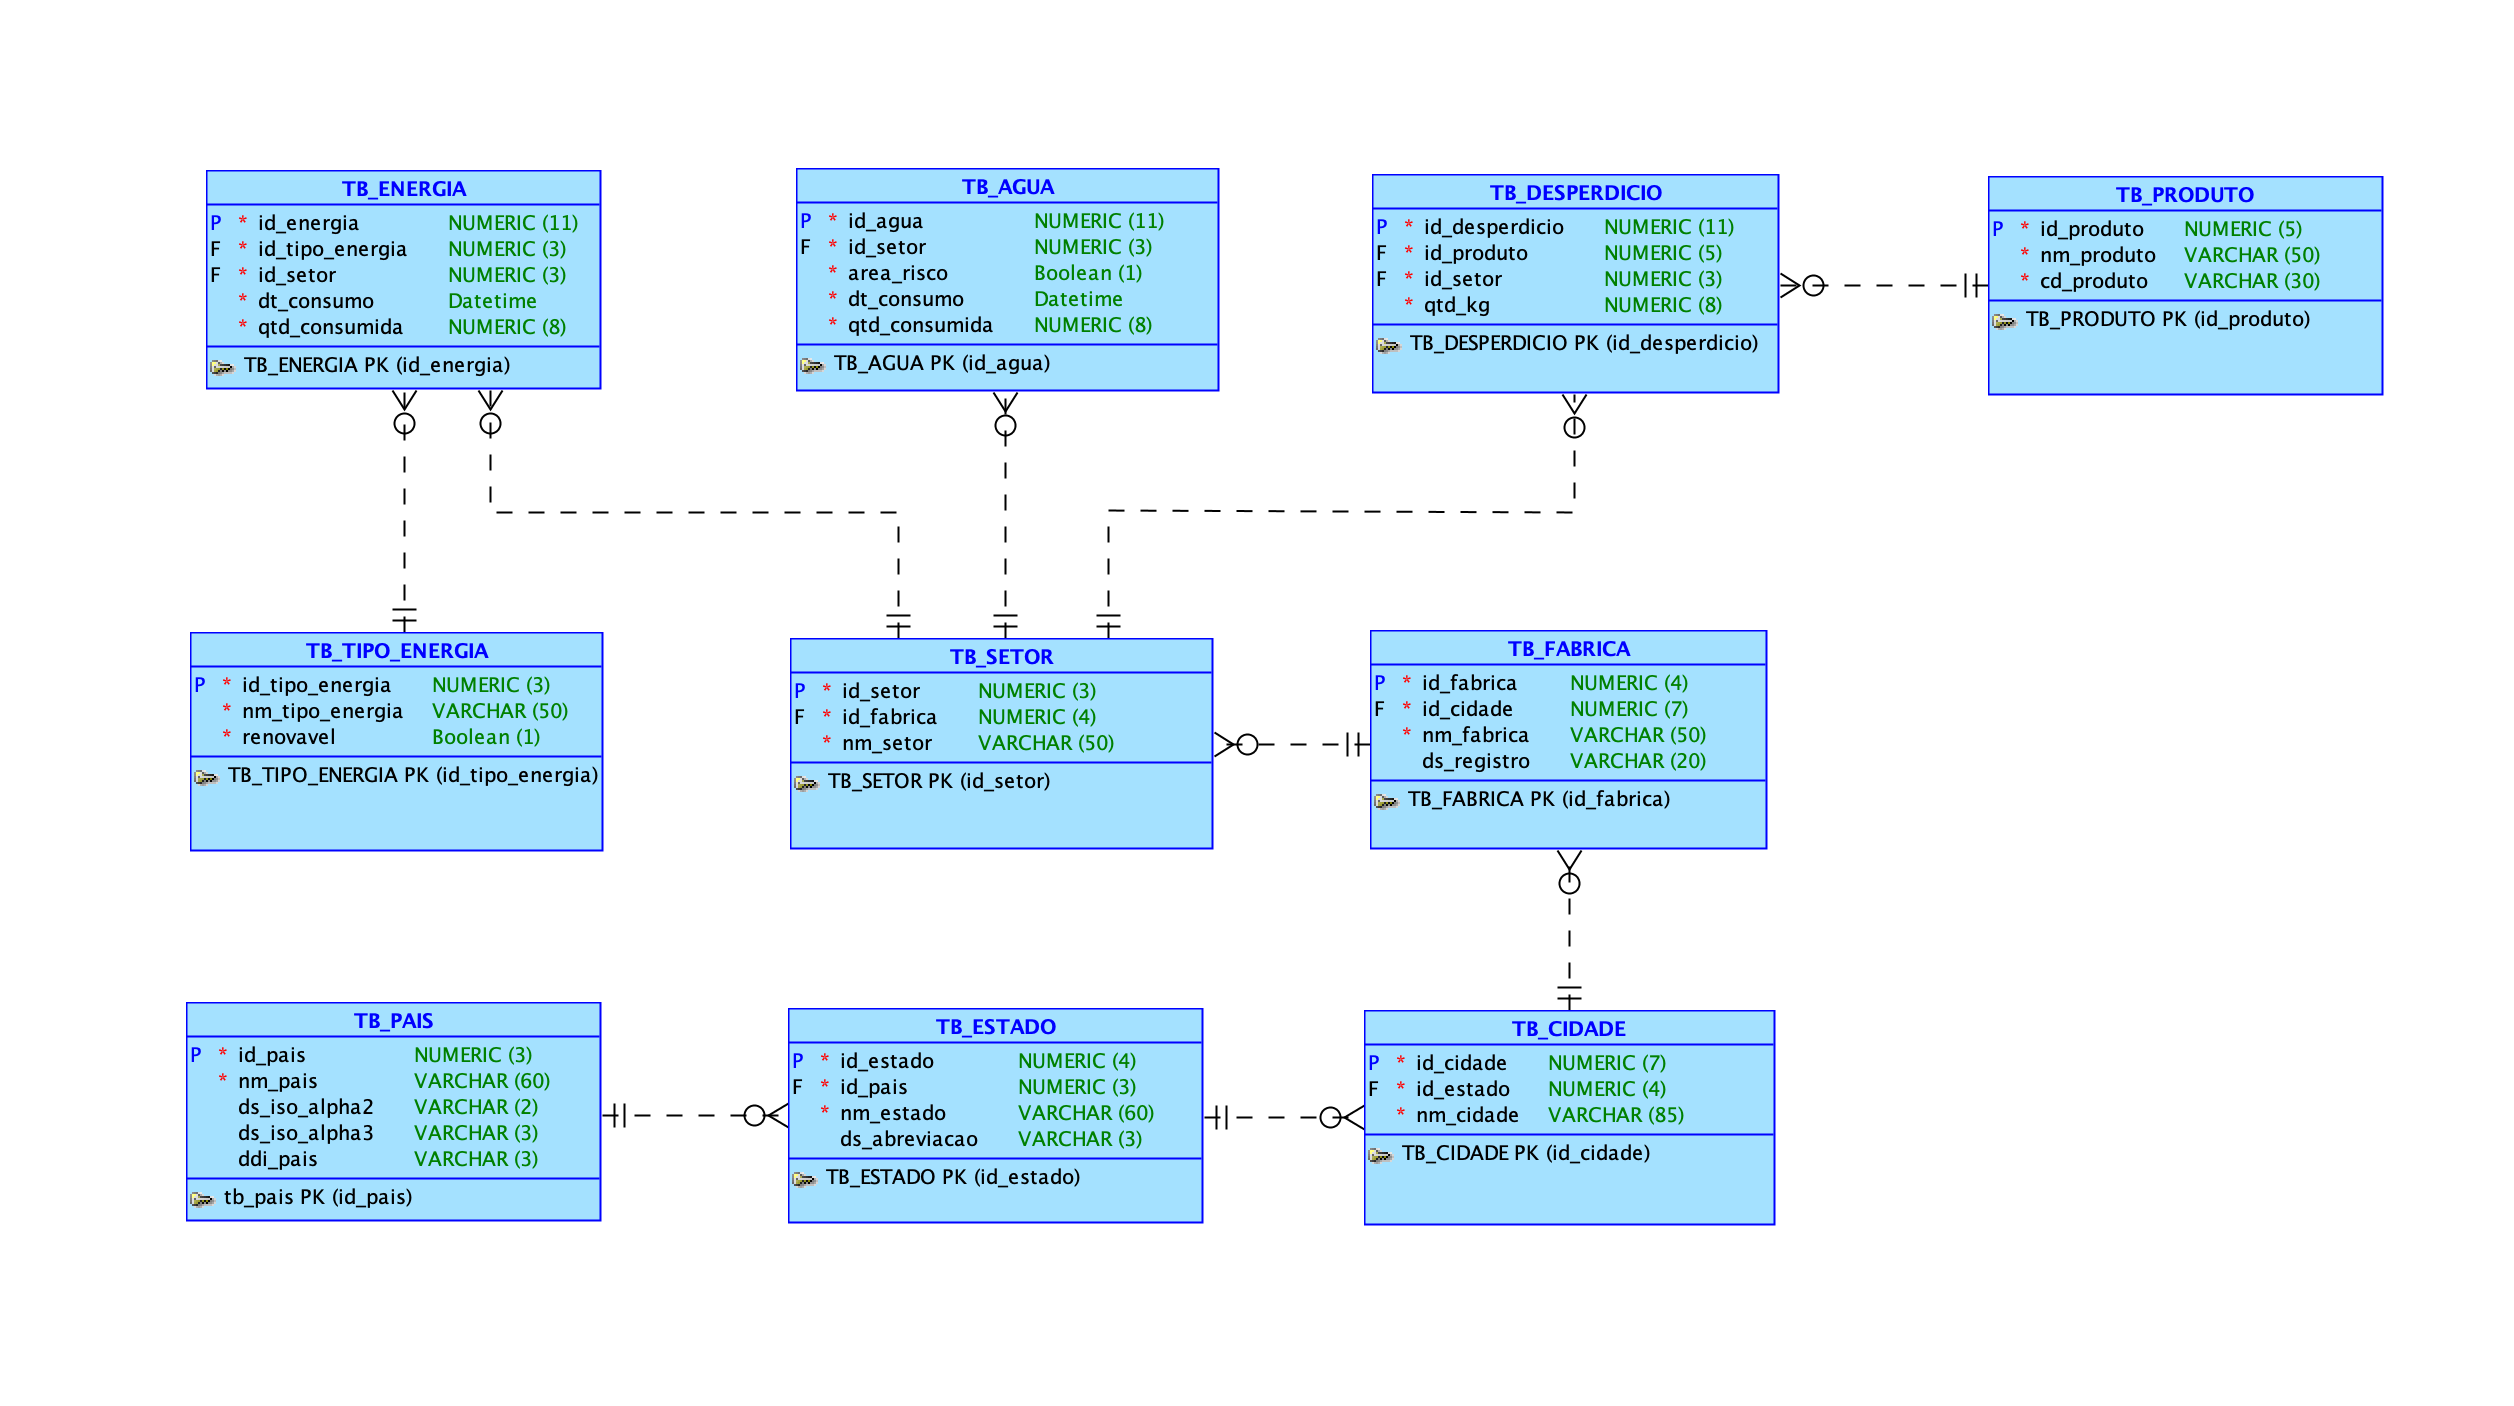 TB_ENERGIA
P * id_energia NUMERIC (11)
F * id_tipo_energia NUMERIC (3)
F * id_setor NUMERIC (3)
* dt_consumo Datetime
* qtd_consumida NUMERIC (8)
TB_ENERGIA PK (id_energia)
TB_AGUA
P * id_agua NUMERIC (11)
F * id_setor NUMERIC (3)
* area_risco Boolean (1)
* dt_consumo Datetime
* qtd_consumida NUMERIC (8)
TB_AGUA PK (id_agua)
TB_DESPERDICIO
P * id_desperdicio NUMERIC (11)
F * id_produto NUMERIC (5)
F * id_setor NUMERIC (3)
* qtd_kg NUMERIC (8)
TB_DESPERDICIO PK (id_desperdicio)
TB_PRODUTO
P * id_produto NUMERIC (5)
* nm_produto VARCHAR (50)
* cd_produto VARCHAR (30)
TB_PRODUTO PK (id_produto)
TB_TIPO_ENERGIA
P * id_tipo_energia NUMERIC (3)
* nm_tipo_energia VARCHAR (50)
* renovavel Boolean (1)
TB_TIPO_ENERGIA PK (id_tipo_energia)
TB_SETOR
P * id_setor NUMERIC (3)
F * id_fabrica NUMERIC (4)
* nm_setor VARCHAR (50)
TB_SETOR PK (id_setor)
TB_FABRICA
P * id_fabrica NUMERIC (4)
F * id_cidade NUMERIC (7)
* nm_fabrica VARCHAR (50)
ds_registro VARCHAR (20)
TB_FABRICA PK (id_fabrica)
TB_PAIS
P * id_pais NUMERIC (3)
* nm_pais VARCHAR (60)
ds_iso_alpha2 VARCHAR (2)
ds_iso_alpha3 VARCHAR (3)
ddi_pais VARCHAR (3)
tb_pais PK (id_pais)
TB_ESTADO
P * id_estado NUMERIC (4)
F * id_pais NUMERIC (3)
* nm_estado VARCHAR (60)
ds_abreviacao VARCHAR (3)
TB_ESTADO PK (id_estado)
TB_CIDADE
P * id_cidade NUMERIC (7)
F * id_estado NUMERIC (4)
* nm_cidade VARCHAR (85)
TB_CIDADE PK (id_cidade)